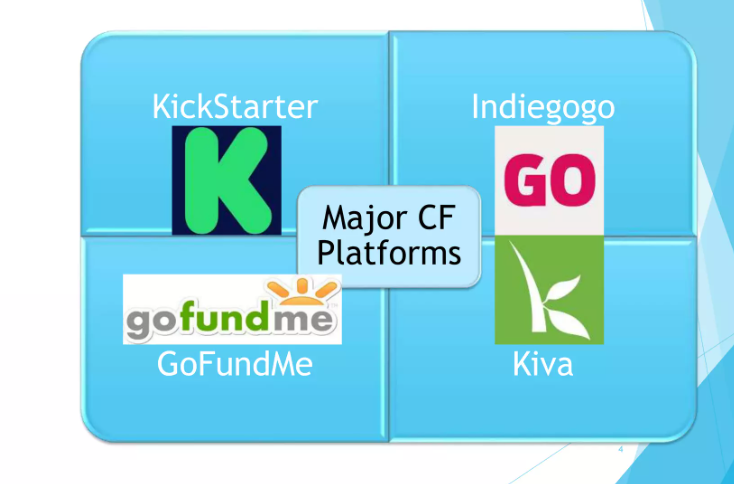 KickStarter
K
Indiegogo
GO
Major CF
Platforms
gofundme
GoFundMe
k
Kiva
4